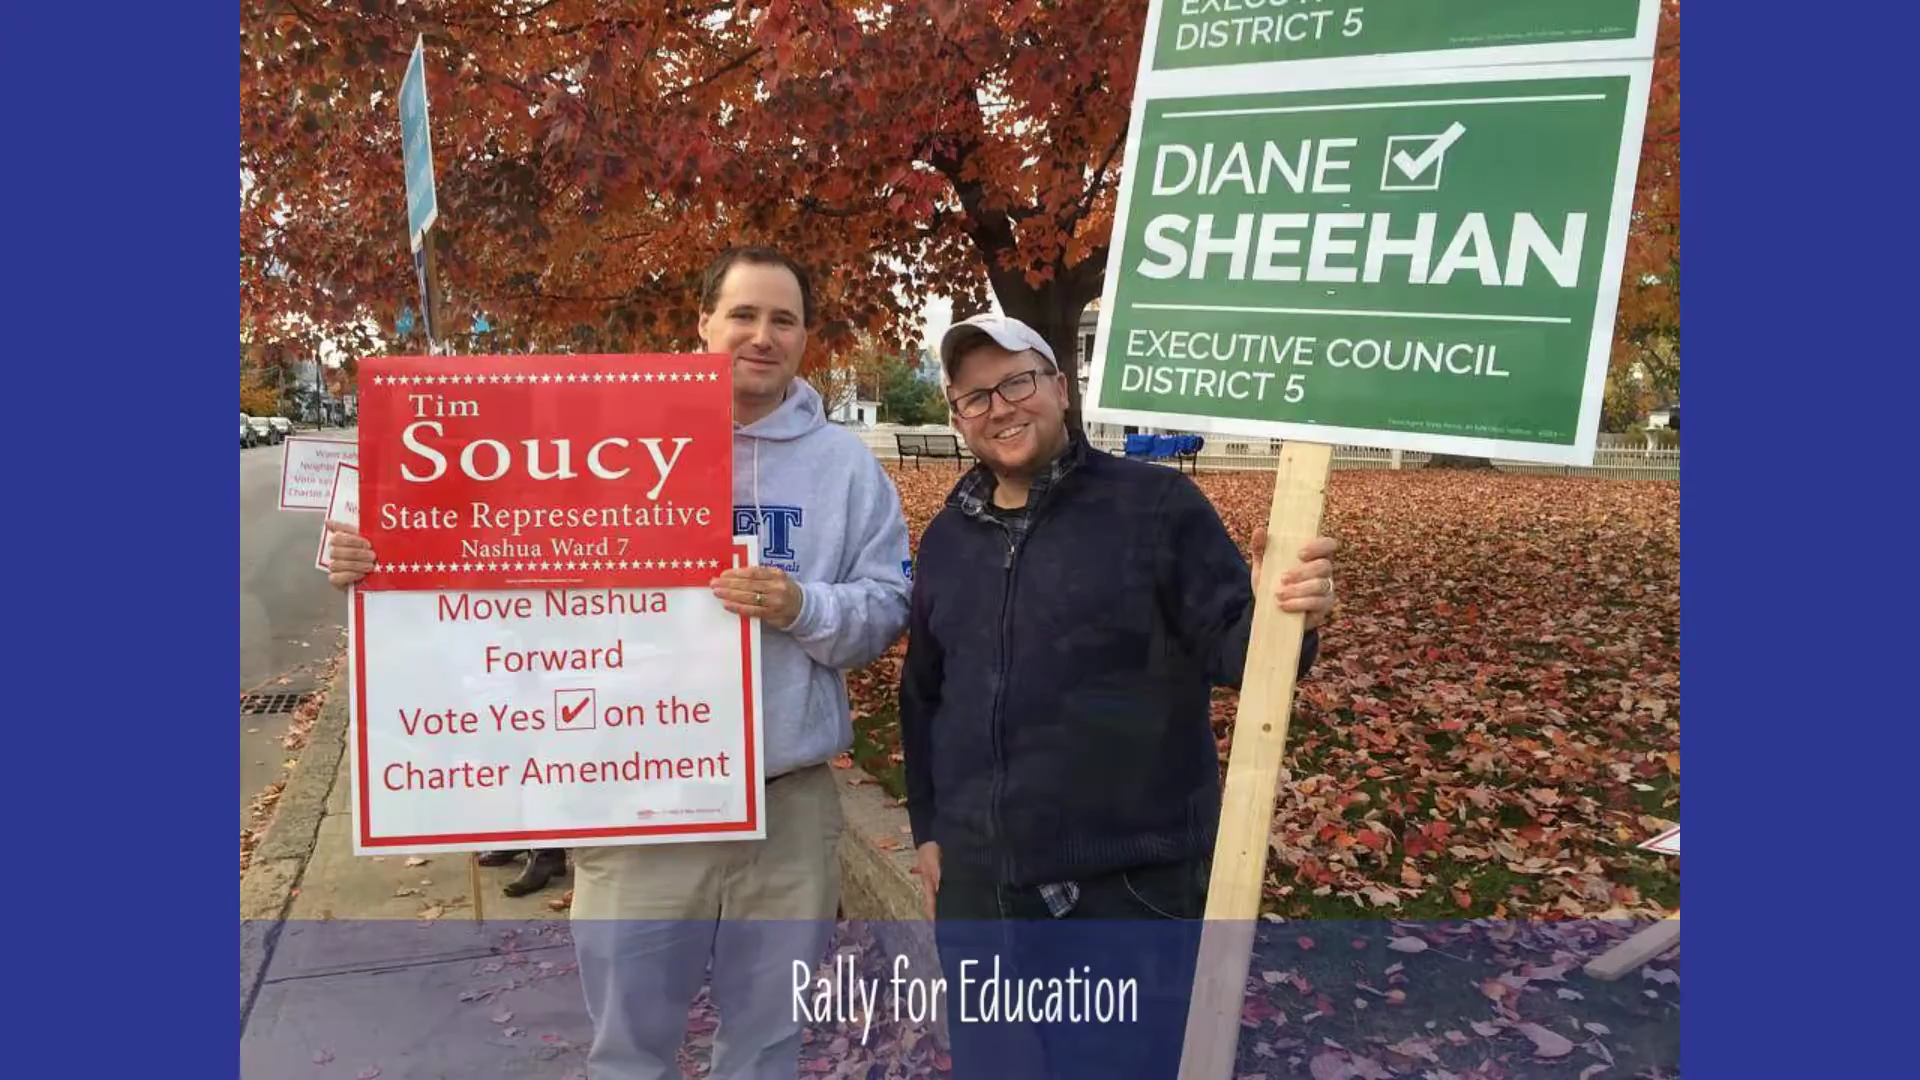 DISTRICT 5
DIANE
SHEEHAN
EXECUTIVE COUNCIL
DISTRICT 5
Tim
Soucy
State Representative
Nashua Ward 7
Move Nashua
Forward
Vote Yes ✓ on the
Charter Amendment
Rally for Education